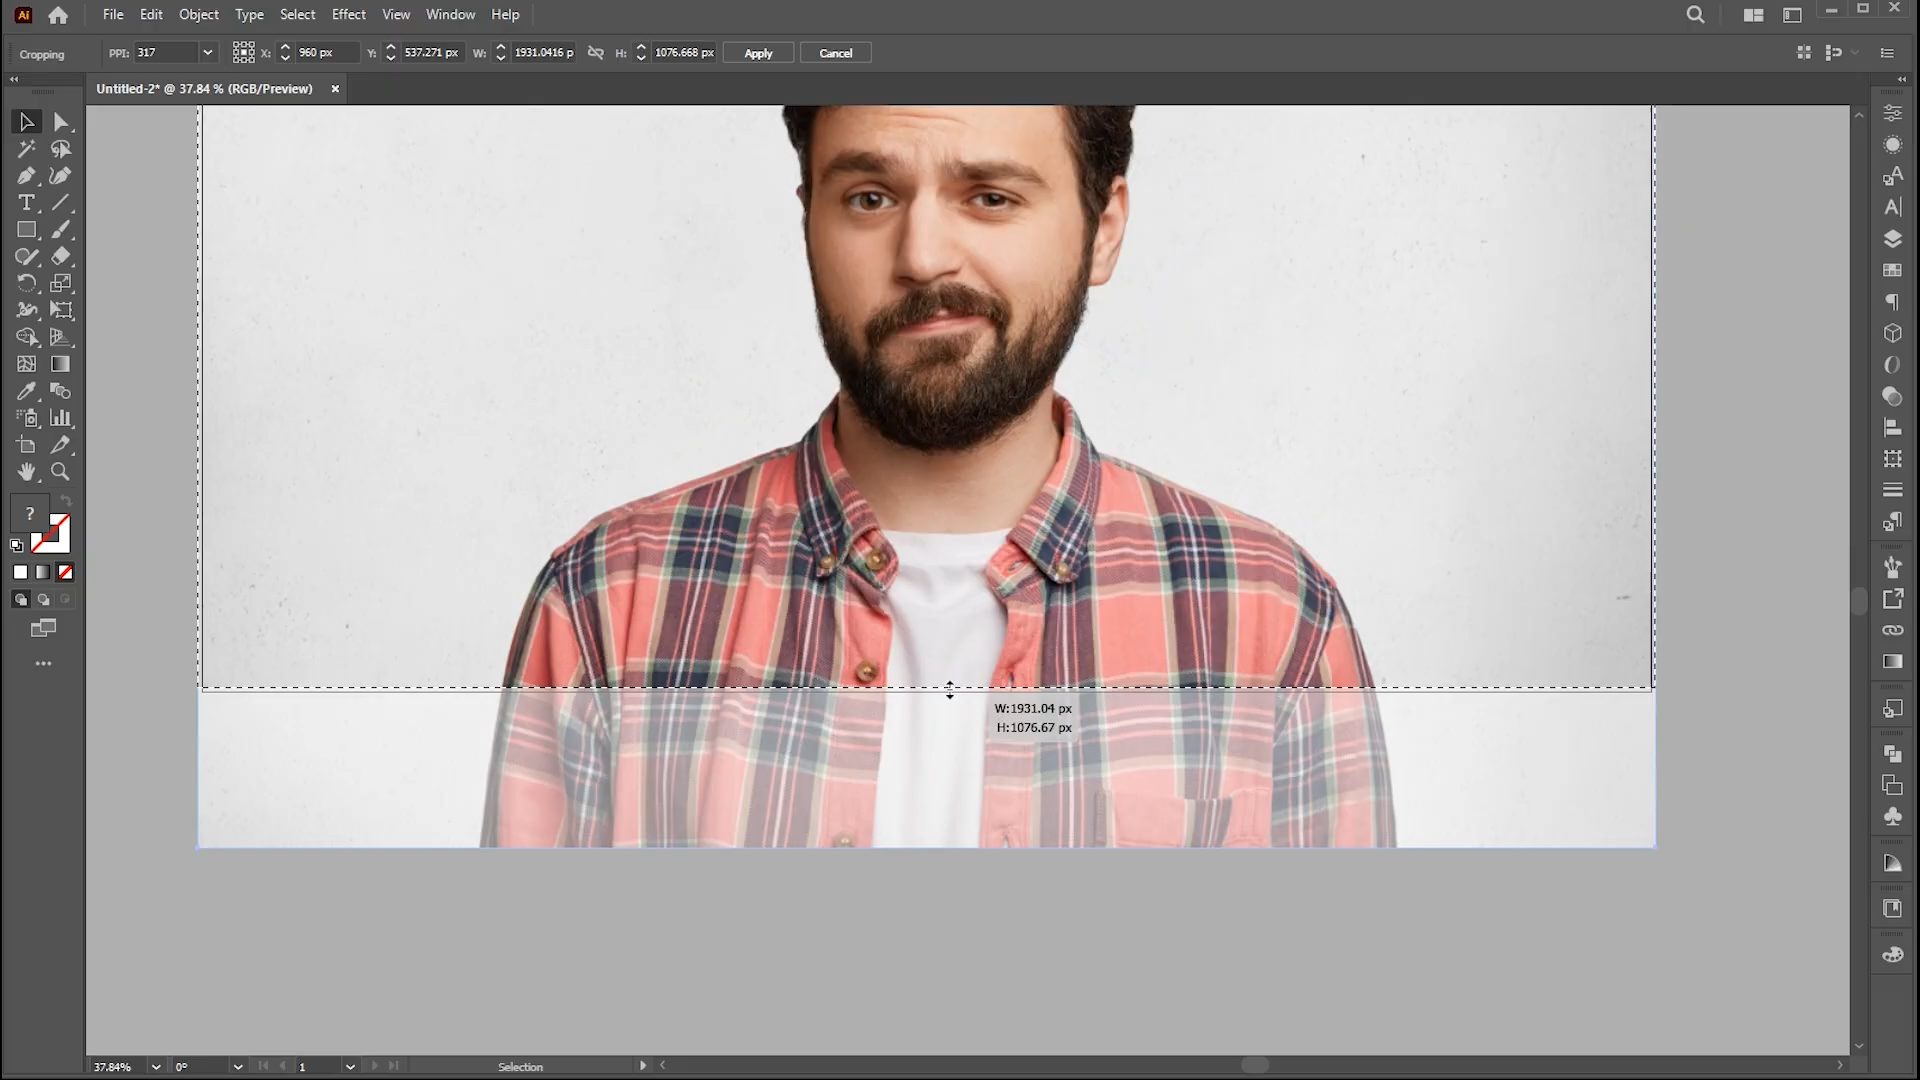 Ai File Edit Object Type Select Effect View Window Help
Cropping PPI: 317 X: 960 px Y: 537.271 px W: 1931.0416 p H: 1076.668 px Apply Cancel
Untitled-2* @ 37.84 % (RGB/Preview) ×
?
W:1931.04 px
H:1076.67 px
37.84% 0° 1 Selection